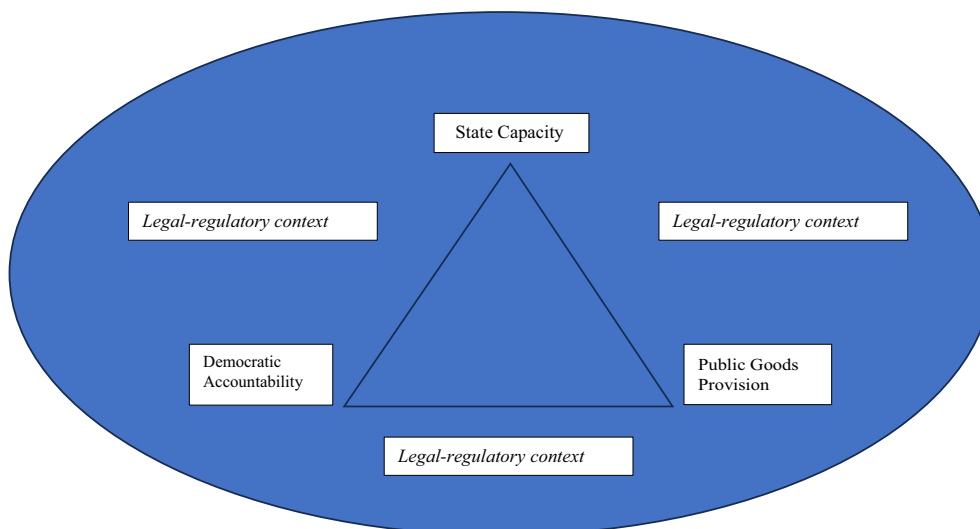 State Capacity
Legal-regulatory context
Legal-regulatory context
Democratic
Accountability
Public Goods
Provision
Legal-regulatory context